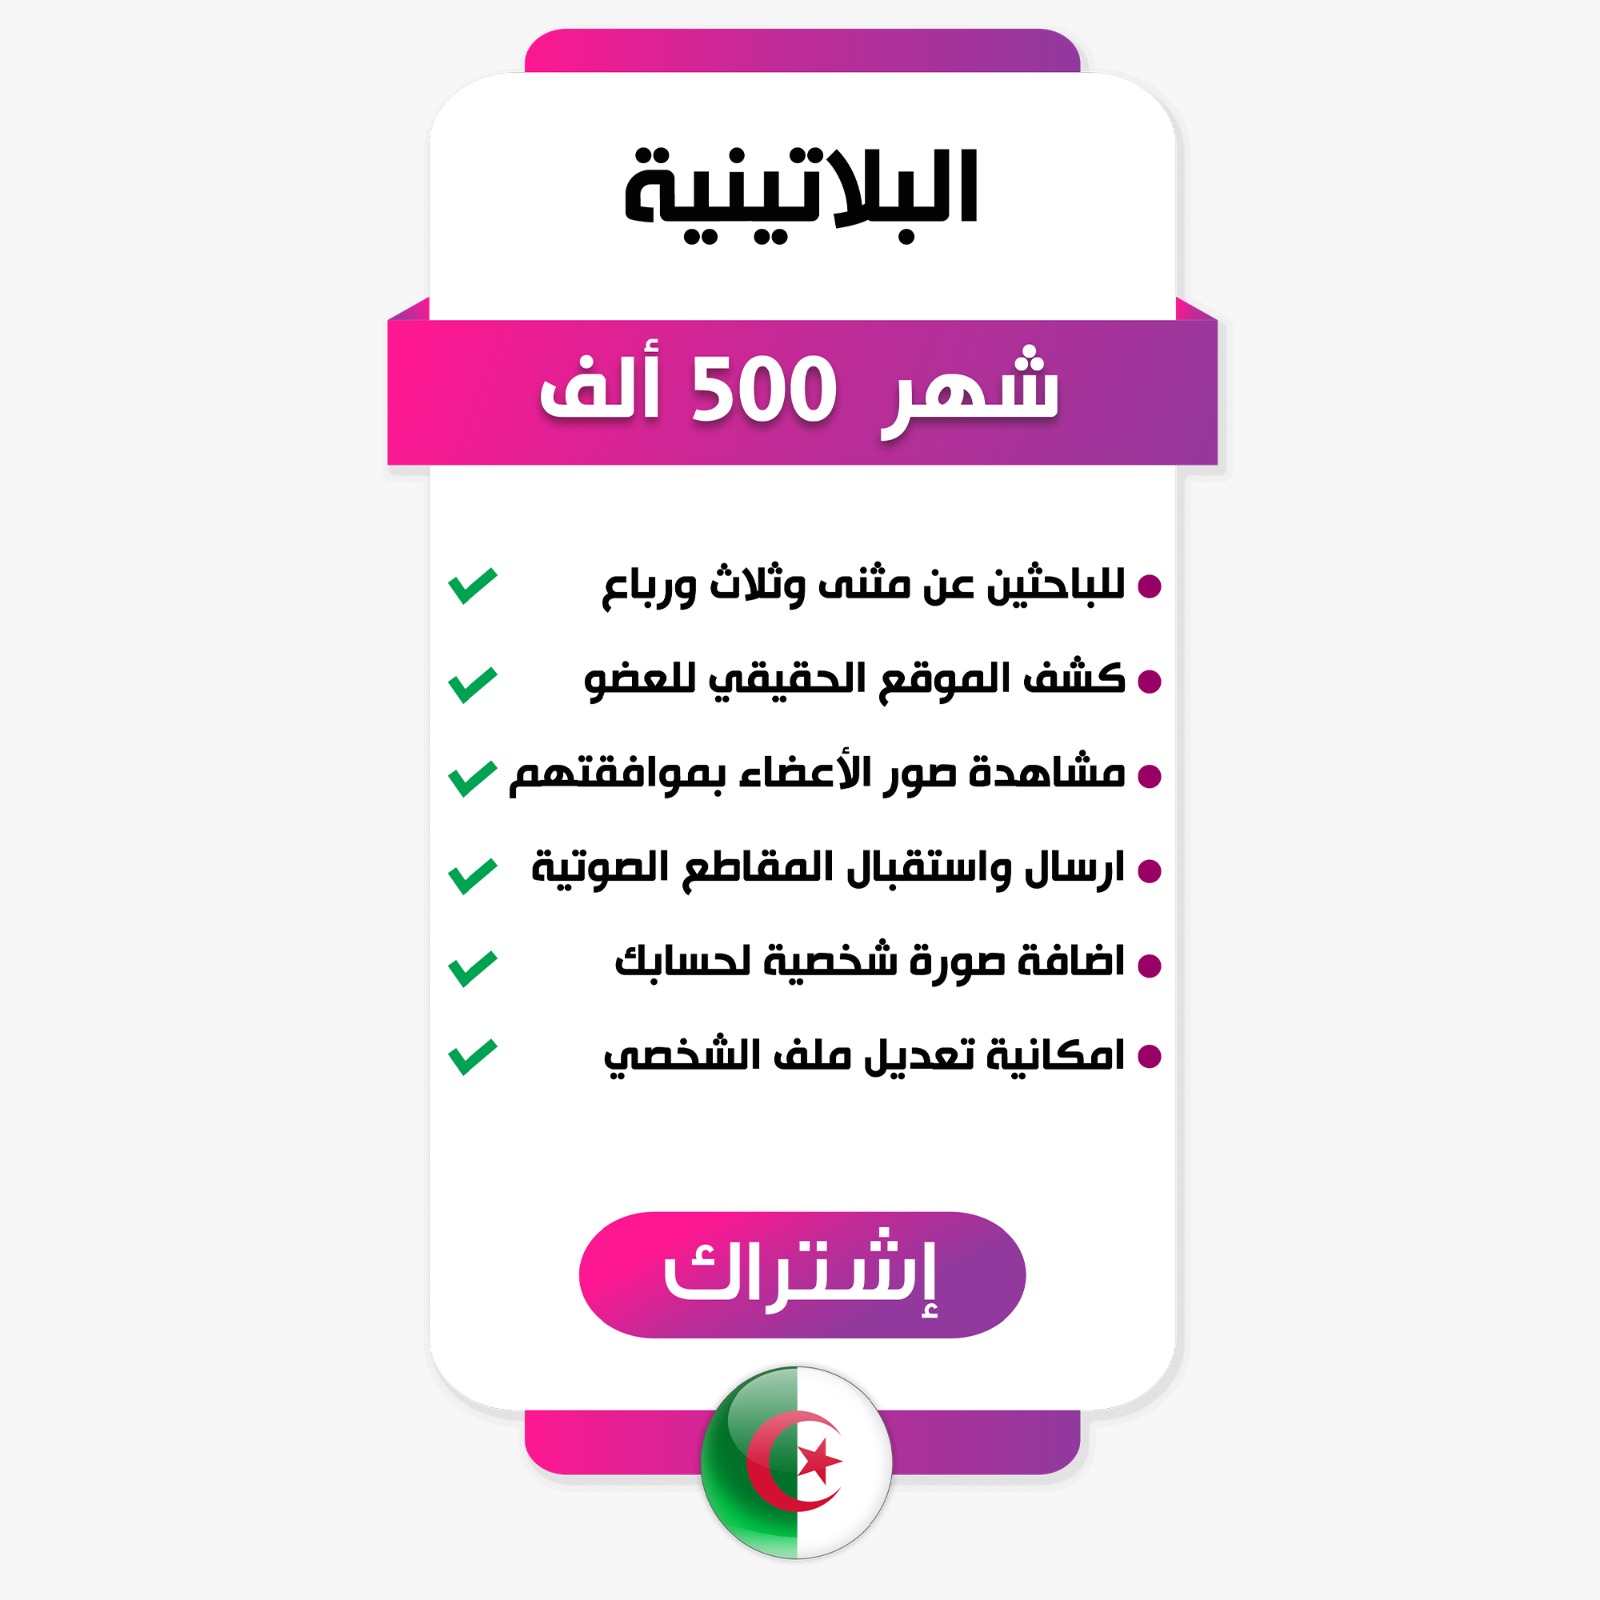 البلاتينية
شهر 500 ألف
للباحثين عن مثنى وثلاث ورباع
كشف الموقع الحقيقي للعضو
مشاهدة صور الأعضاء بموافقتهم
ارسال واستقبال المقاطع الصوتية
اضافة صورة شخصية لحسابك
امكانية تعديل ملف الشخصي
إشتراك